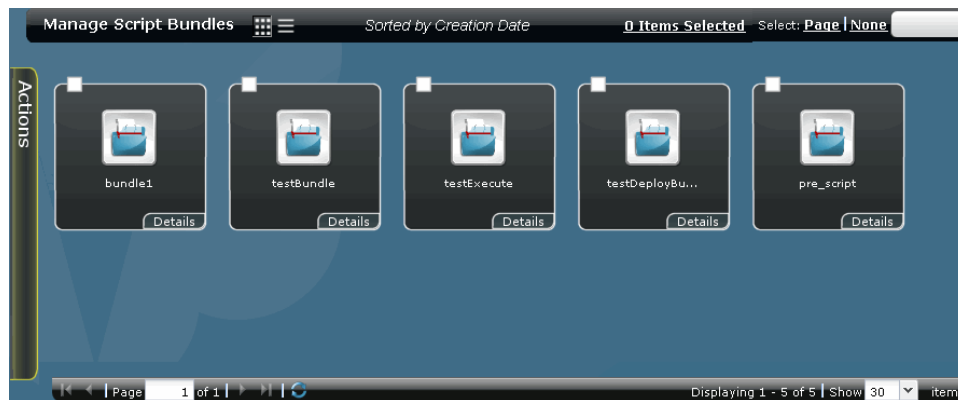 Manage Script Bundles Sorted by Creation Date 0 Items Selected Select: Page None
Actions
bundle1 testBundle testExecute testDeployBu... pre_script
Details Details Details Details Details
Page 1 of 1 Displaying 1 - 5 of 5 Show 30 item